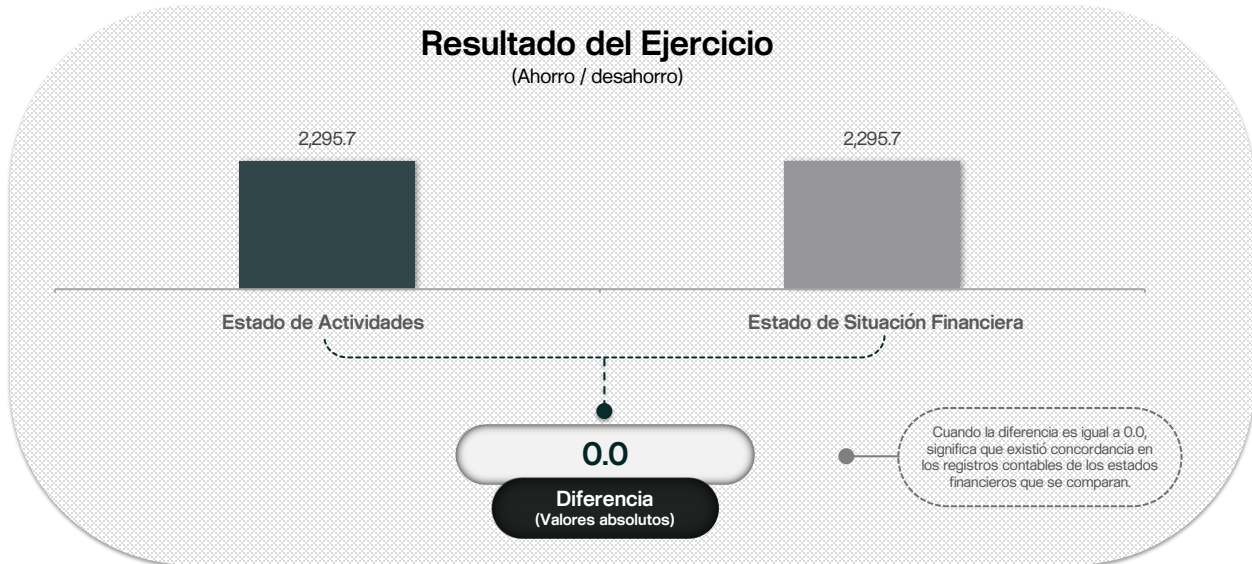 Resultado del Ejercicio
(Ahorro / desahorro)
2,295.7
2,295.7
Estado de Actividades
Estado de Situación Financiera
0.0
Diferencia
(Valores absolutos)
Cuando la diferencia es igual a 0.0,
significa que existió concordancia en
los registros contables de los estados
financieros que se comparan.